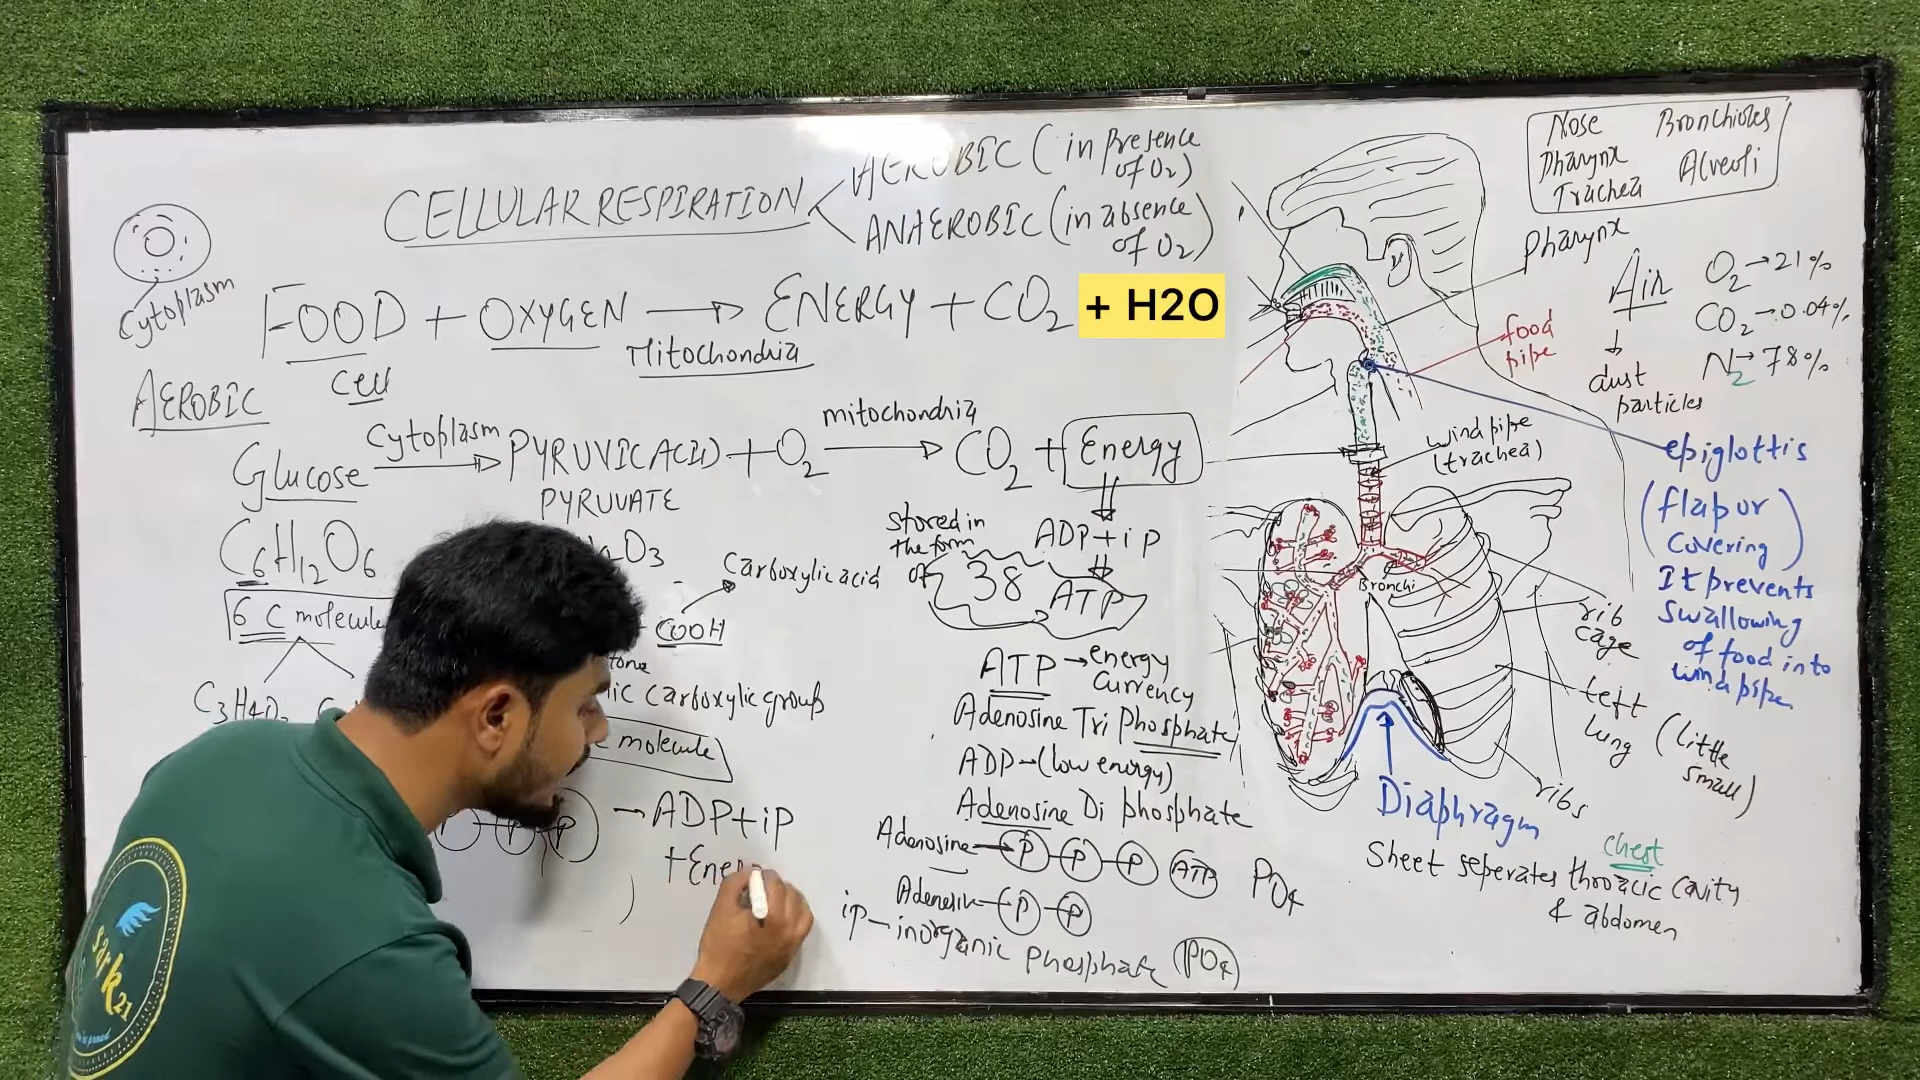 CELLULAR RESPIRATION
AEROBIC (in presence of O2)
ANAEROBIC (in absence of O2)
Cytoplasm
FOOD + OXYGEN → ENERGY + CO2 + H2O
cell
Mitochondria
AEROBIC
Glucose
Cytoplasm
PYRUVIC ACID + O2
mitochondria
CO2 + Energy
PYRUVATE
C6H12O6
O3
6 C molecule
Carboxylic acid
COOH
carboxylic group
molecule
P P P → ADP + iP
+ Ene
stored in
the form
of
38 ATP
ADP + iP
ATP → energy
currency
Adenosine Tri Phosphate
ADP → (low energy)
Adenosine Di phosphate
Adenosine P P P ATP PO4
P P
iP – inorganic Phosphate PO4
Nose Bronchioles
Pharynx Alveoli
Trachea
Pharynx
Air
O2 → 21%
CO2 → 0.04%
N2 → 78%
dust
particles
food
pipe
wind pipe
(trachea)
epiglottis
(flap or
covering)
It prevents
swallowing
of food into
wind pipe
Bronchi
rib
cage
left
lung (little
small)
ribs
Diaphragm
chest
Sheet seperates throacic cavity
& abdomen
Sark
21